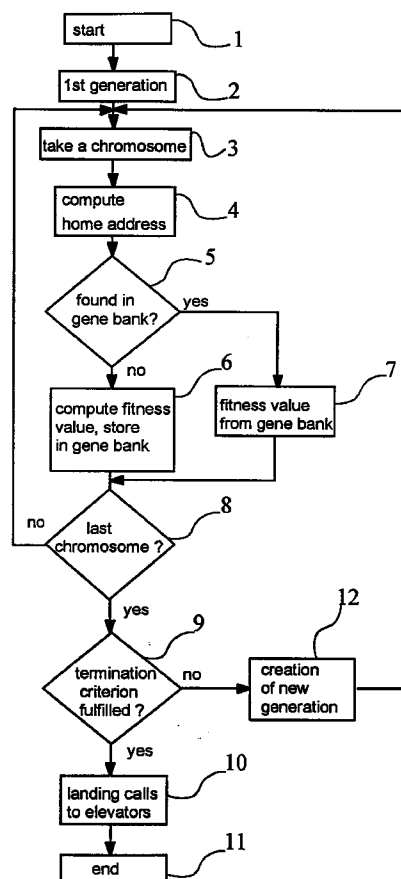 start
1
1st generation
2
take a chromosome
3
compute
home address
4
5
found in
gene bank?
yes
no
6
compute fitness
value, store
in gene bank
7
fitness value
from gene bank
8
no
last
chromosome ?
yes
9
termination
criterion
fulfilled ?
no
12
creation
of new
generation
yes
10
landing calls
to elevators
11
end